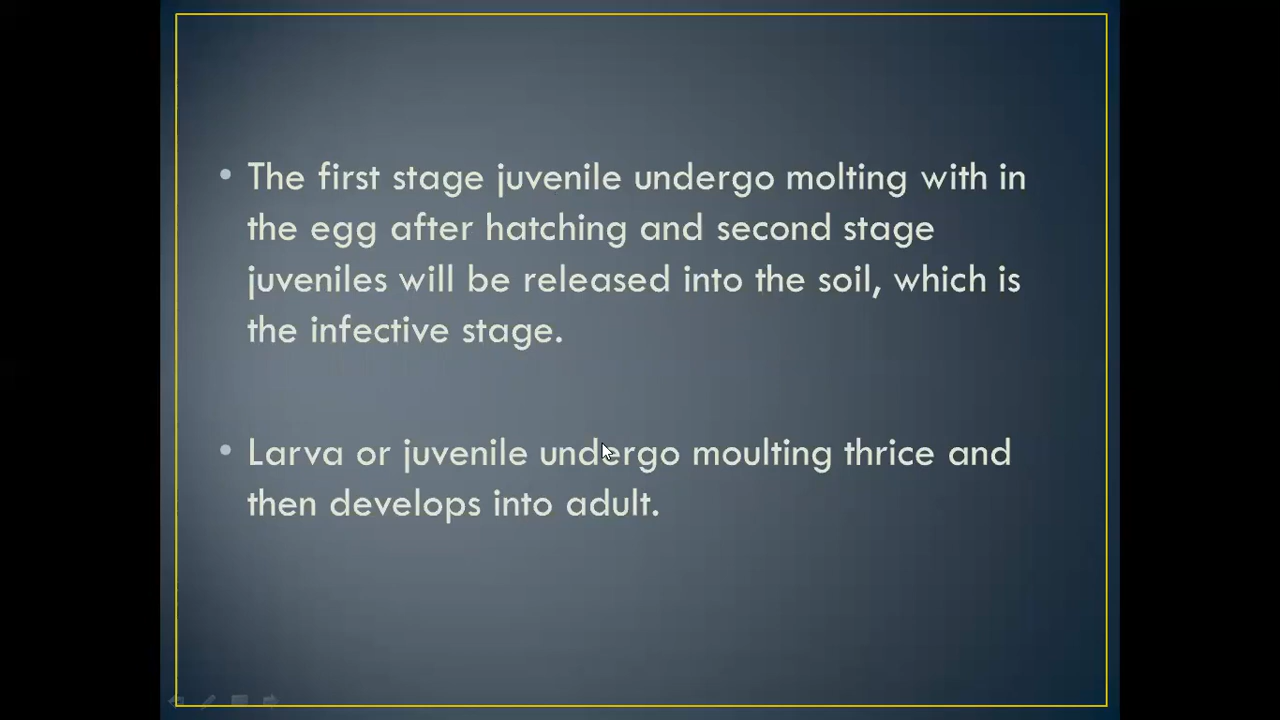 • The first stage juvenile undergo molting with in
the egg after hatching and second stage
juveniles will be released into the soil, which is
the infective stage.
• Larva or juvenile undergo moulting thrice and
then develops into adult.